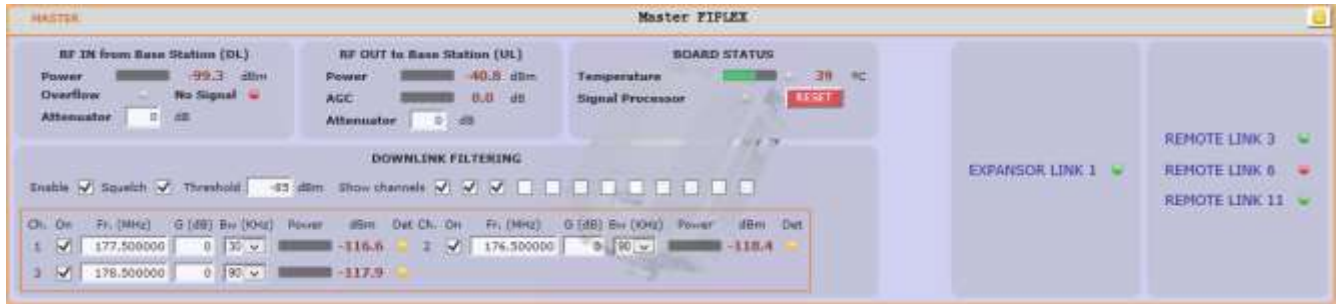 MASTER
Master FIPLEX
RF IN from Base Station (DL)
Power -99.3 dBm
Overflow No Signal
Attenuator 0 dB
RF OUT to Base Station (UL)
Power -40.8 dBm
AGC 0.0 dB
Attenuator 0 dB
BOARD STATUS
Temperature 39 ºC
Signal Processor RESET
DOWNLINK FILTERING
Enable Squelch Threshold -85 dBm Show channels
Ch. On Fr. (MHz) G (dB) Bw (KHz) Power dBm Det Ch. On Fr. (MHz) G (dB) Bw (KHz) Power dBm Det
1 177.500000 0 30 -116.6 2 176.500000 0 90 -118.4
3 178.500000 0 90 -117.9
EXPANSOR LINK 1
REMOTE LINK 3
REMOTE LINK 6
REMOTE LINK 11